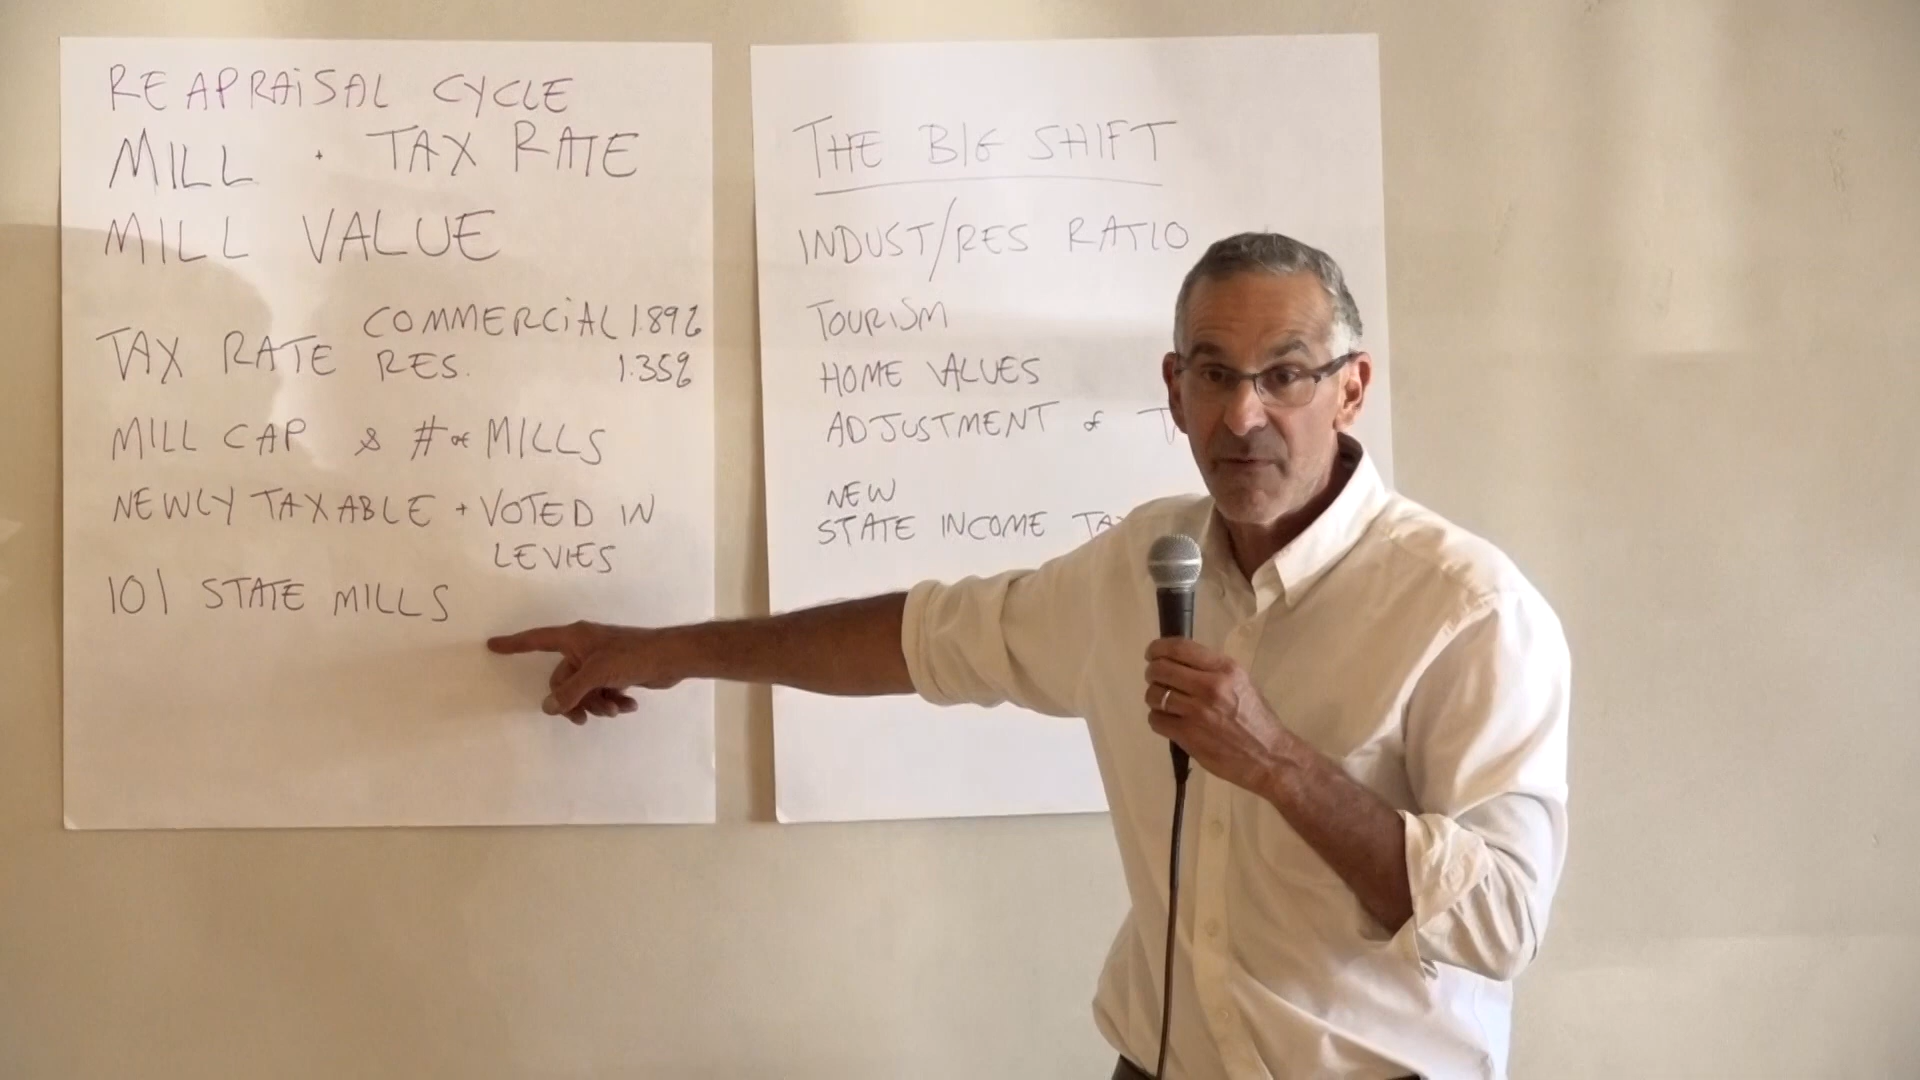 REAPRAISAL CYCLE
MILL · TAX RATE
MILL VALUE
COMMERCIAL 1.89%
TAX RATE RES. 1.35%
MILL CAP & # of MILLS
NEWLY TAXABLE + VOTED IN
LEVIES
101 STATE MILLS
THE BIG SHIFT
INDUST/RES RATIO
TOURISM
HOME VALUES
ADJUSTMENT of
NEW
STATE INCOME